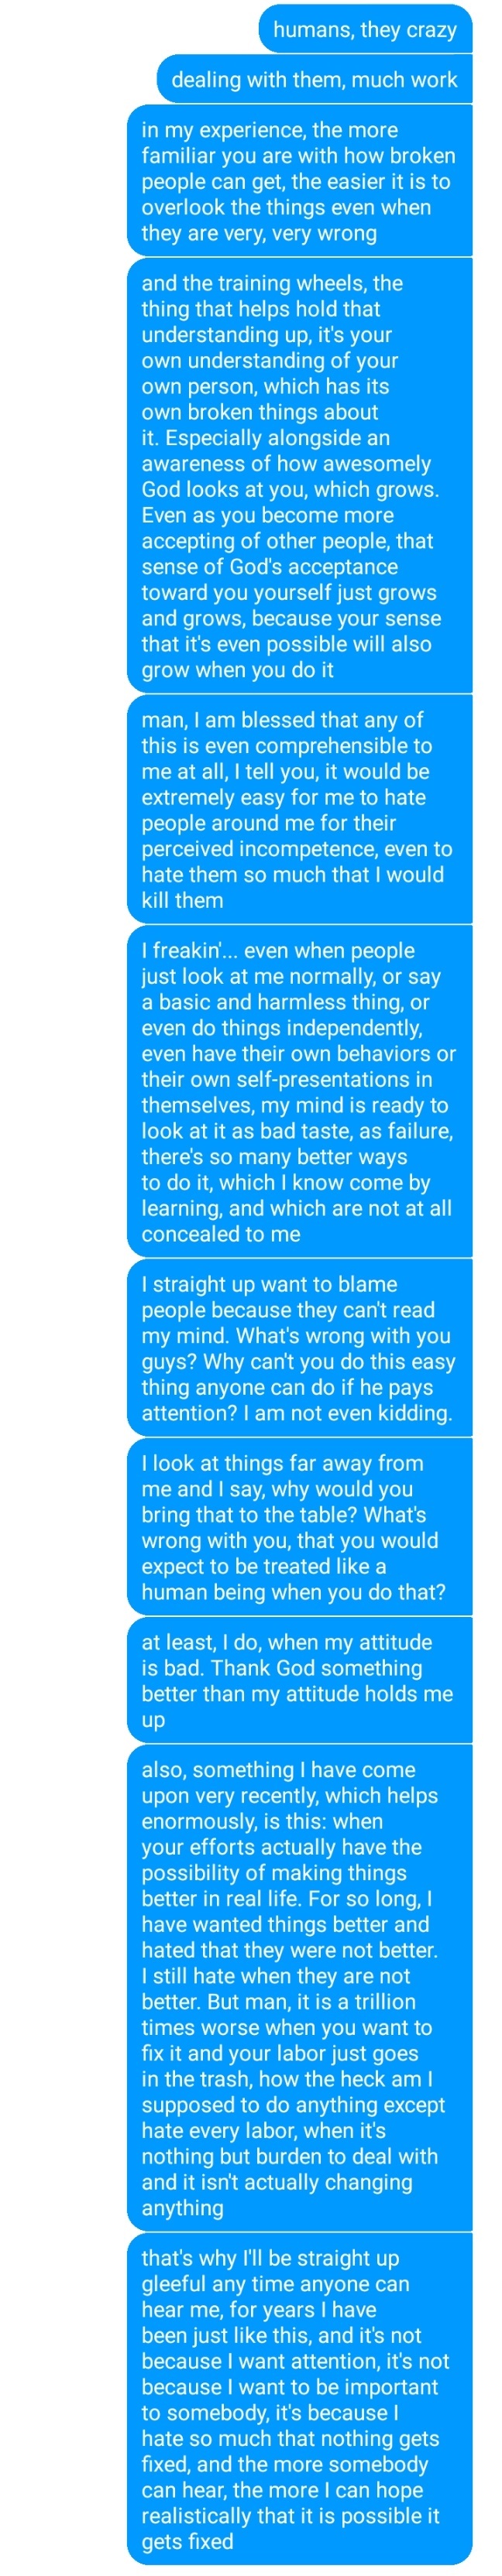 humans, they crazy
dealing with them, much work
in my experience, the more
familiar you are with how broken
people can get, the easier it is to
overlook the things even when
they are very, very wrong
and the training wheels, the
thing that helps hold that
understanding up, it's your
own understanding of your
own person, which has its
own broken things about
it. Especially alongside an
awareness of how awesomely
God looks at you, which grows.
Even as you become more
accepting of other people, that
sense of God's acceptance
toward you yourself just grows
and grows, because your sense
that it's even possible will also
grow when you do it
man, I am blessed that any of
this is even comprehensible to
me at all, I tell you, it would be
extremely easy for me to hate
people around me for their
perceived incompetence, even to
hate them so much that I would
kill them
I freakin'... even when people
just look at me normally, or say
a basic and harmless thing, or
even do things independently,
even have their own behaviors or
their own self-presentations in
themselves, my mind is ready to
look at it as bad taste, as failure,
there's so many better ways
to do it, which I know come by
learning, and which are not at all
concealed to me
I straight up want to blame
people because they can't read
my mind. What's wrong with you
guys? Why can't you do this easy
thing anyone can do if he pays
attention? I am not even kidding.
I look at things far away from
me and I say, why would you
bring that to the table? What's
wrong with you, that you would
expect to be treated like a
human being when you do that?
at least, I do, when my attitude
is bad. Thank God something
better than my attitude holds me
up
also, something I have come
upon very recently, which helps
enormously, is this: when
your efforts actually have the
possibility of making things
better in real life. For so long, I
have wanted things better and
hated that they were not better.
I still hate when they are not
better. But man, it is a trillion
times worse when you want to
fix it and your labor just goes
in the trash, how the heck am I
supposed to do anything except
hate every labor, when it's
nothing but burden to deal with
and it isn't actually changing
anything
that's why I'll be straight up
gleeful any time anyone can
hear me, for years I have
been just like this, and it's not
because I want attention, it's not
because I want to be important
to somebody, it's because I
hate so much that nothing gets
fixed, and the more somebody
can hear, the more I can hope
realistically that it is possible it
gets fixed